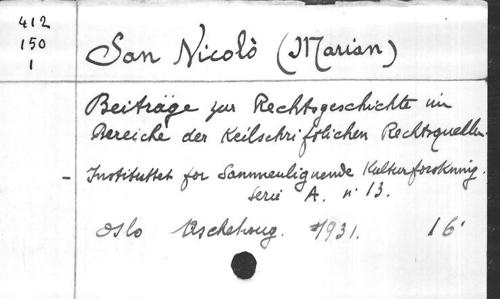 412
150
1
San Nicolò (Marian)
Beiträge zur Rechtsgeschichte im
Bereiche der Keilschriftlichen Rechtsquellen.
- Instituttet for Sammenlignende Kulturforskning.
Serie A. n° 13.
Oslo Aschehoug. 1931. 16°